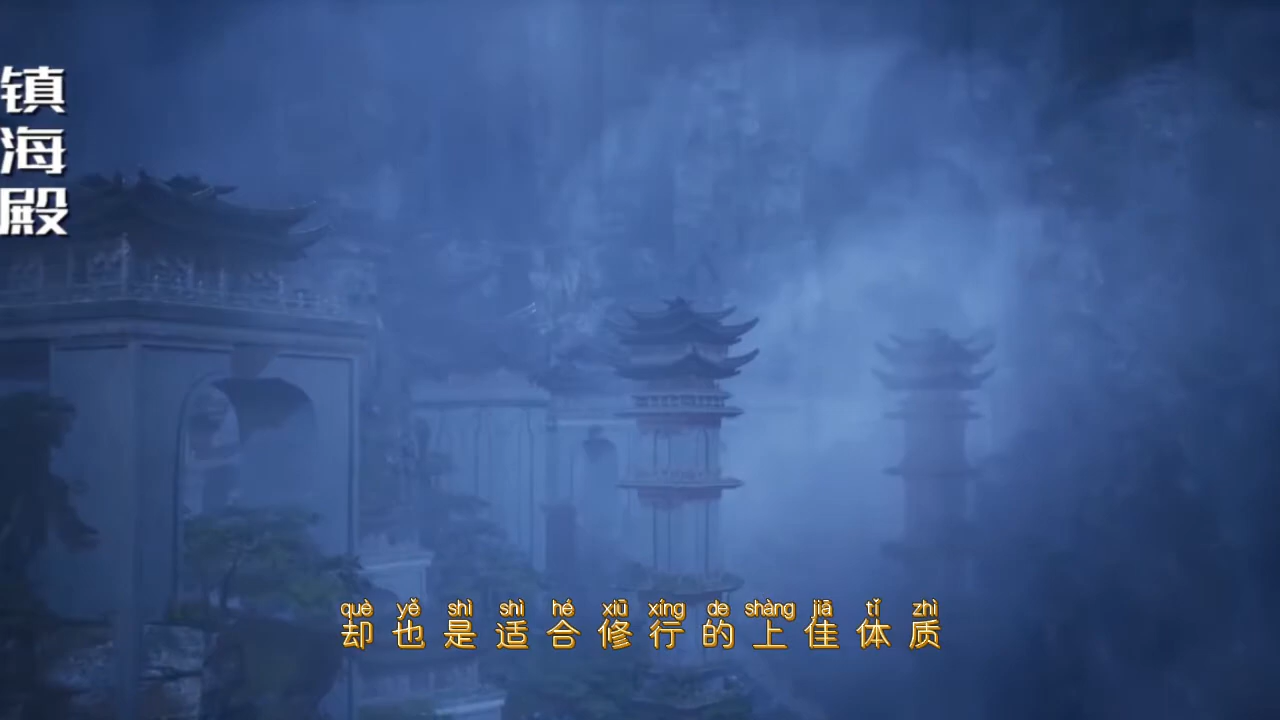 镇海殿
què yě shì shì hé xiū xíng de shàng jiā tǐ zhì
却也是适合修行的上佳体质